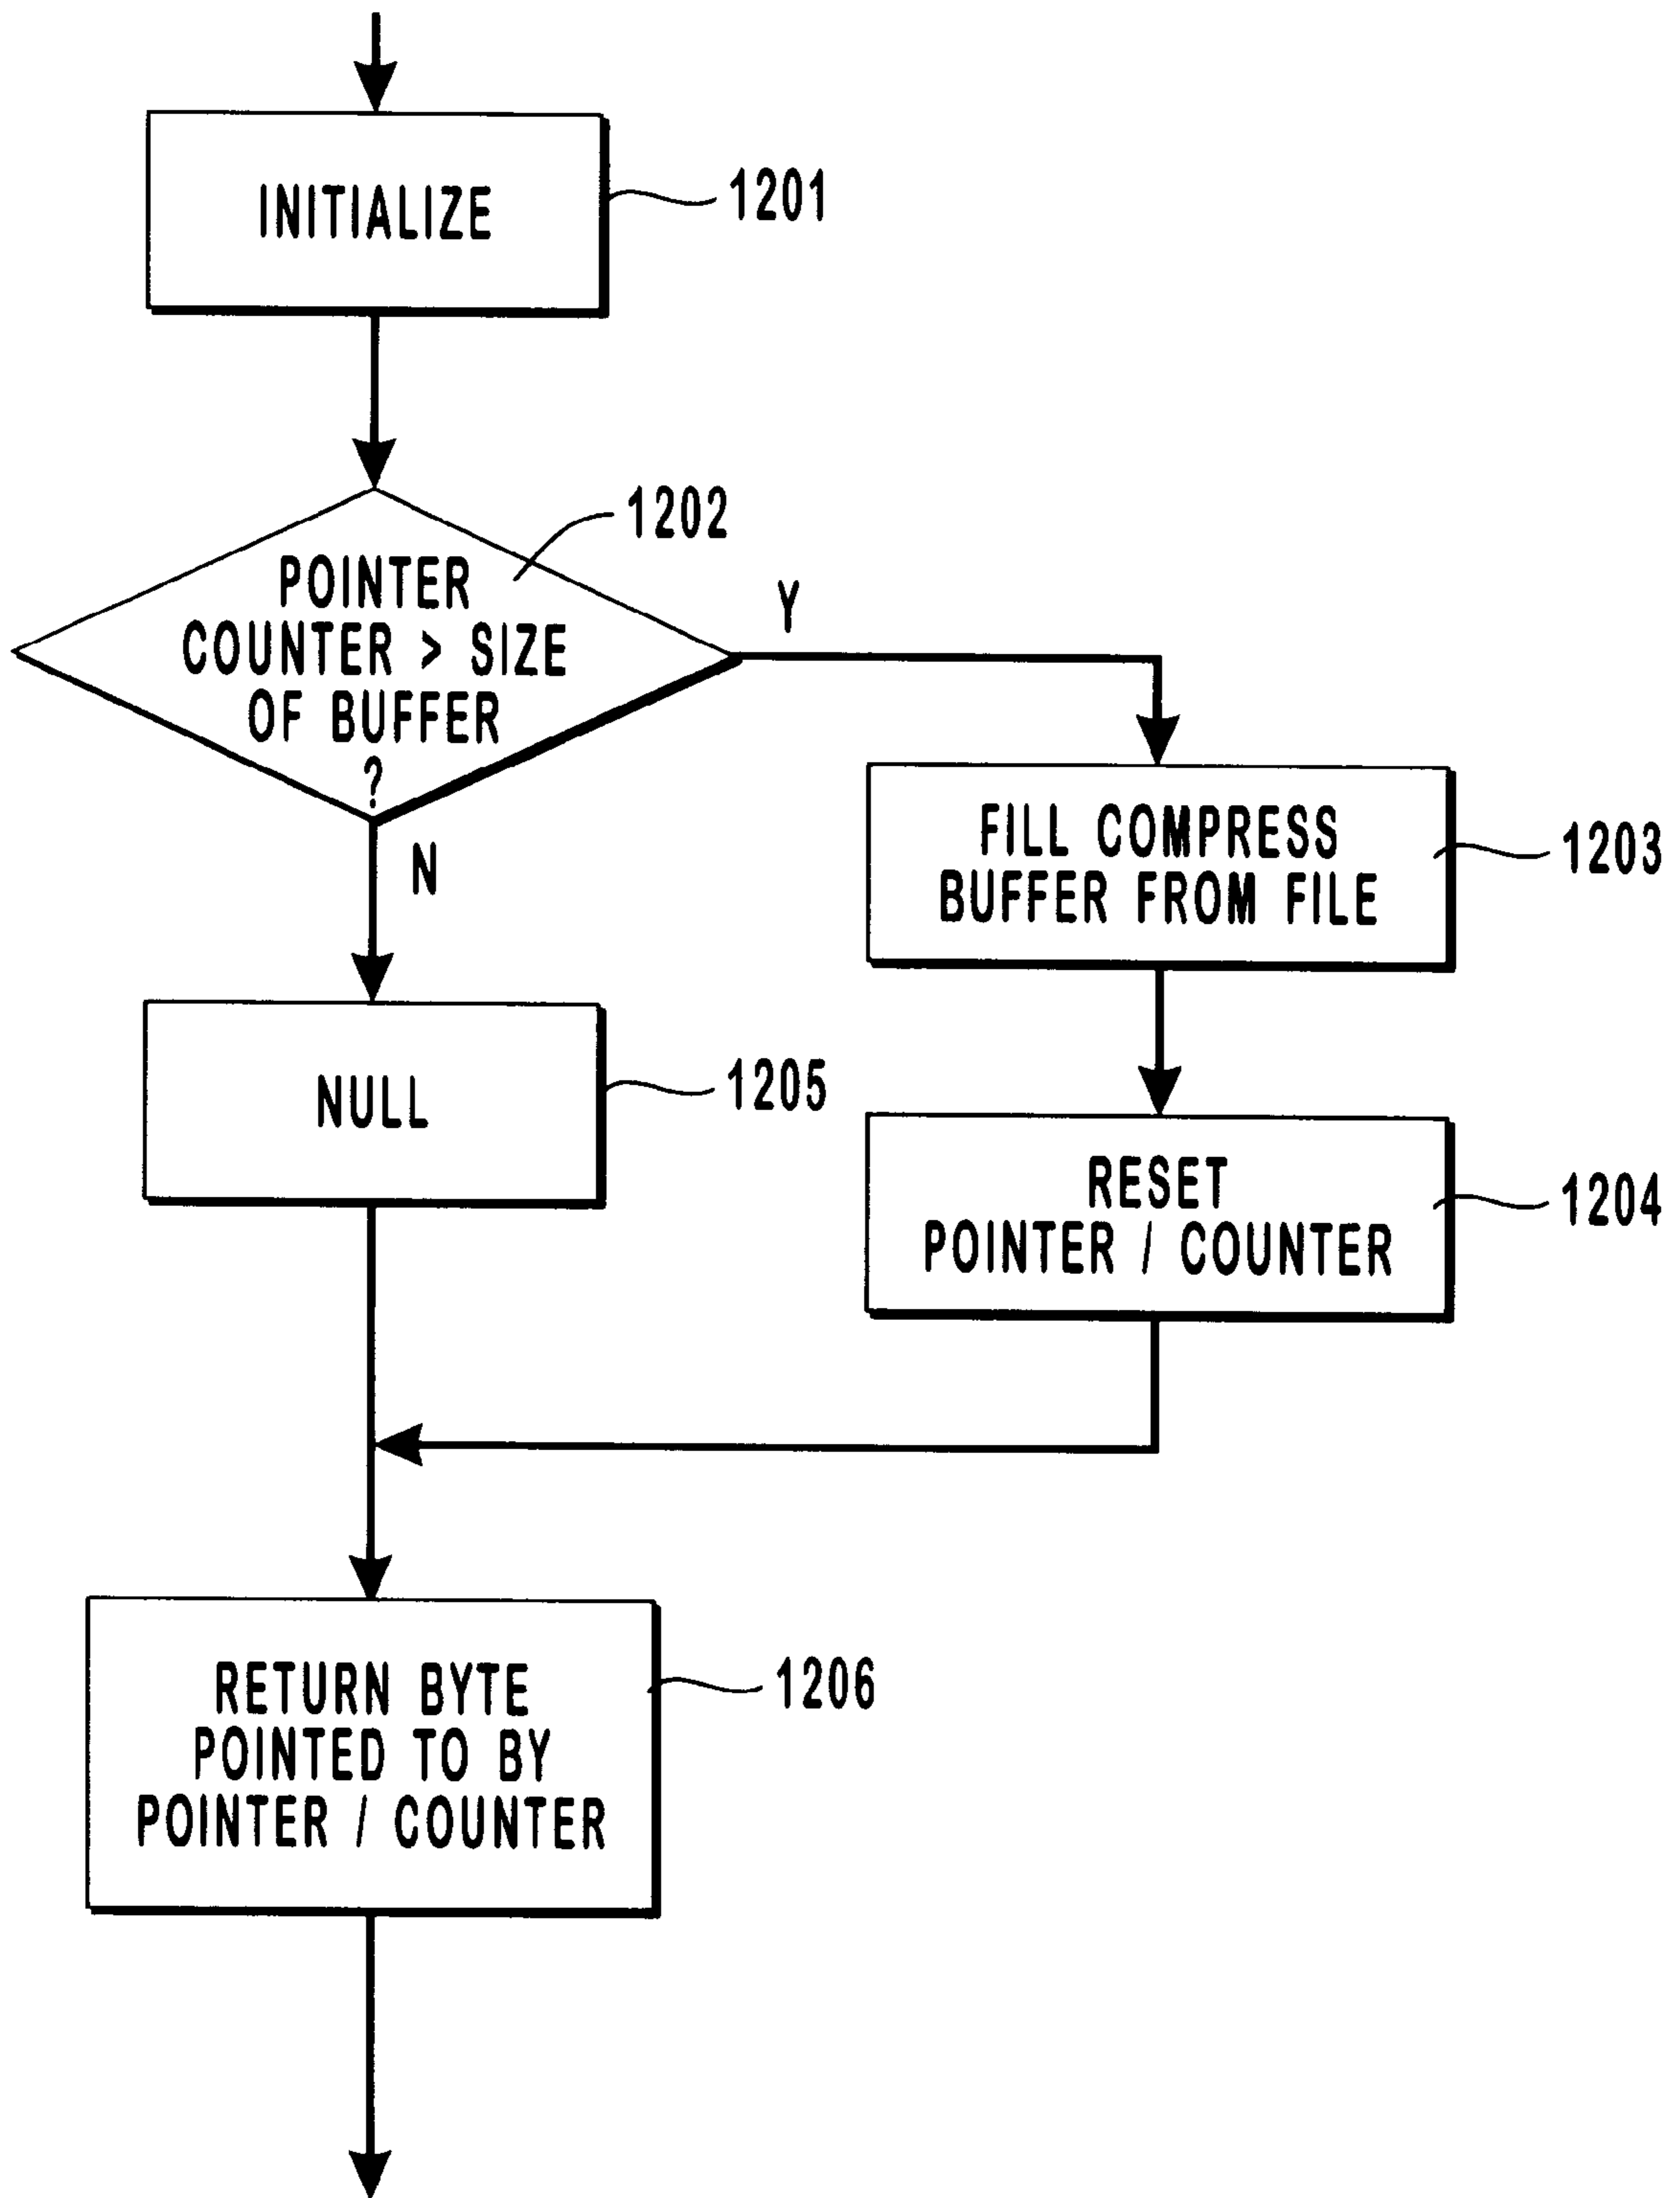 INITIALIZE
1201
1202
POINTER
COUNTER > SIZE
OF BUFFER
?
Y
N
FILL COMPRESS
BUFFER FROM FILE
1203
NULL
1205
RESET
POINTER / COUNTER
1204
RETURN BYTE
POINTED TO BY
POINTER / COUNTER
1206